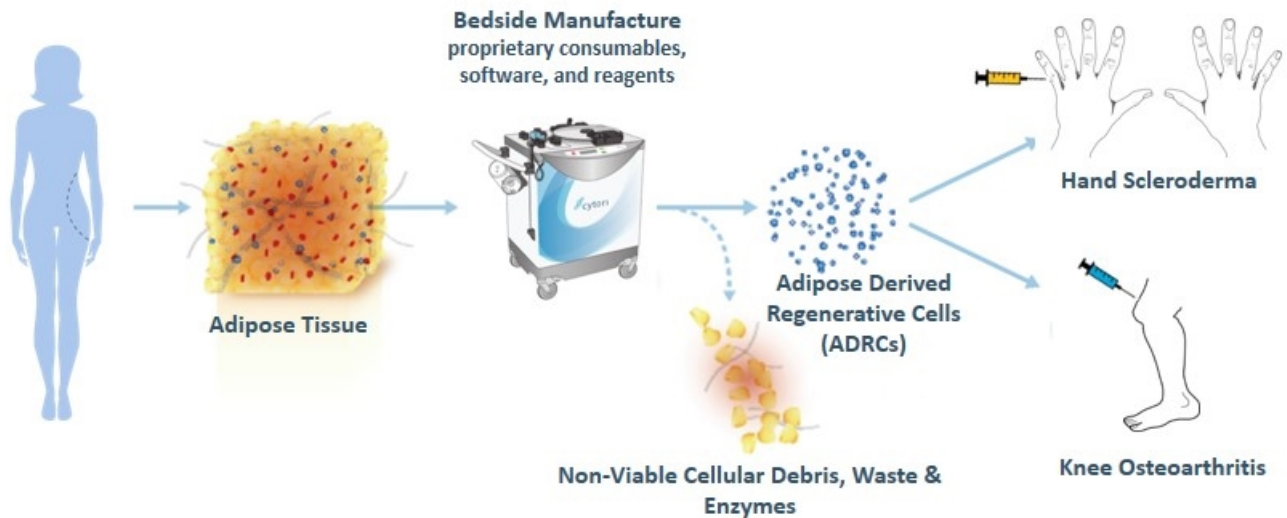 Bedside Manufacture
proprietary consumables,
software, and reagents
cytori
Adipose Tissue
Adipose Derived
Regenerative Cells
(ADRCs)
Non-Viable Cellular Debris, Waste &
Enzymes
Hand Scleroderma
Knee Osteoarthritis